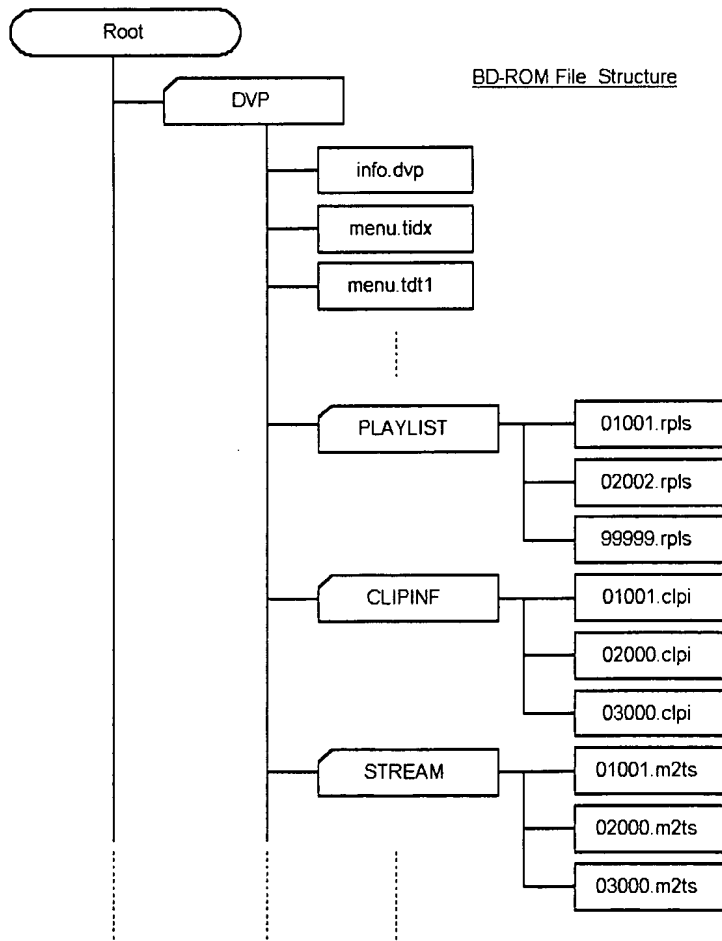 Root
BD-ROM File Structure
DVP
info.dvp
menu.tidx
menu.tdt1
PLAYLIST
01001.rpls
02002.rpls
99999.rpls
CLIPINF
01001.clpi
02000.clpi
03000.clpi
STREAM
01001.m2ts
02000.m2ts
03000.m2ts